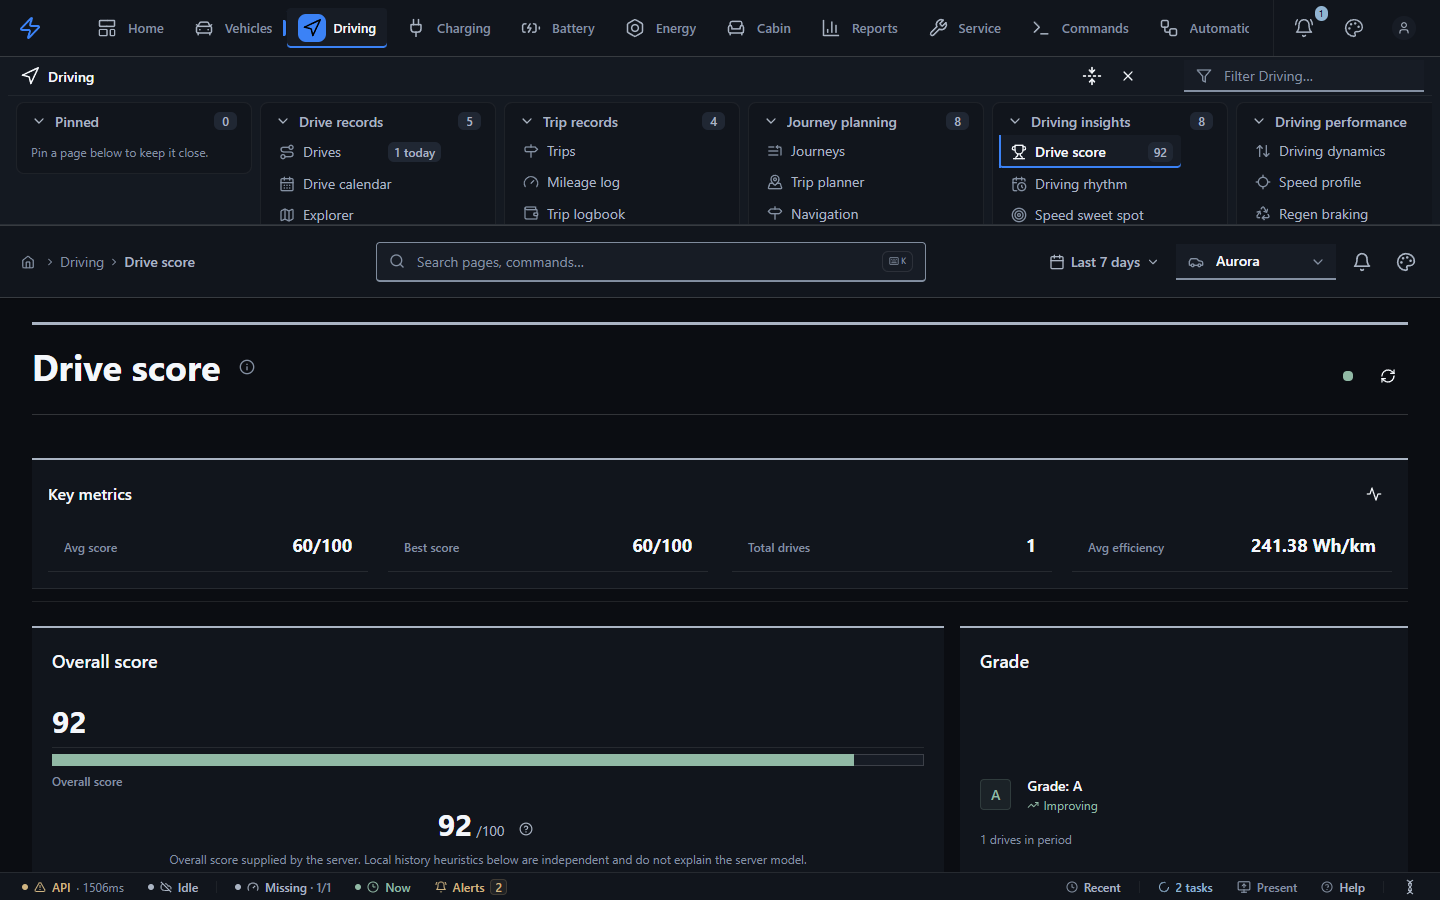 Home Vehicles Driving Charging Battery Energy Cabin Reports Service Commands Automatic 1
Driving Filter Driving...
Pinned 0
Pin a page below to keep it close.
Drive records 5
Drives 1 today
Drive calendar
Explorer
Trip records 4
Trips
Mileage log
Trip logbook
Journey planning 8
Journeys
Trip planner
Navigation
Driving insights 8
Drive score 92
Driving rhythm
Speed sweet spot
Driving performance
Driving dynamics
Speed profile
Regen braking
Driving > Drive score Search pages, commands... K Last 7 days Aurora
Drive score
Key metrics
Avg score 60/100 Best score 60/100 Total drives 1 Avg efficiency 241.38 Wh/km
Overall score
92
Overall score
92 /100
Overall score supplied by the server. Local history heuristics below are independent and do not explain the server model.
Grade
A Grade: A
Improving
1 drives in period
API · 1506ms Idle Missing · 1/1 Now Alerts 2 Recent 2 tasks Present Help